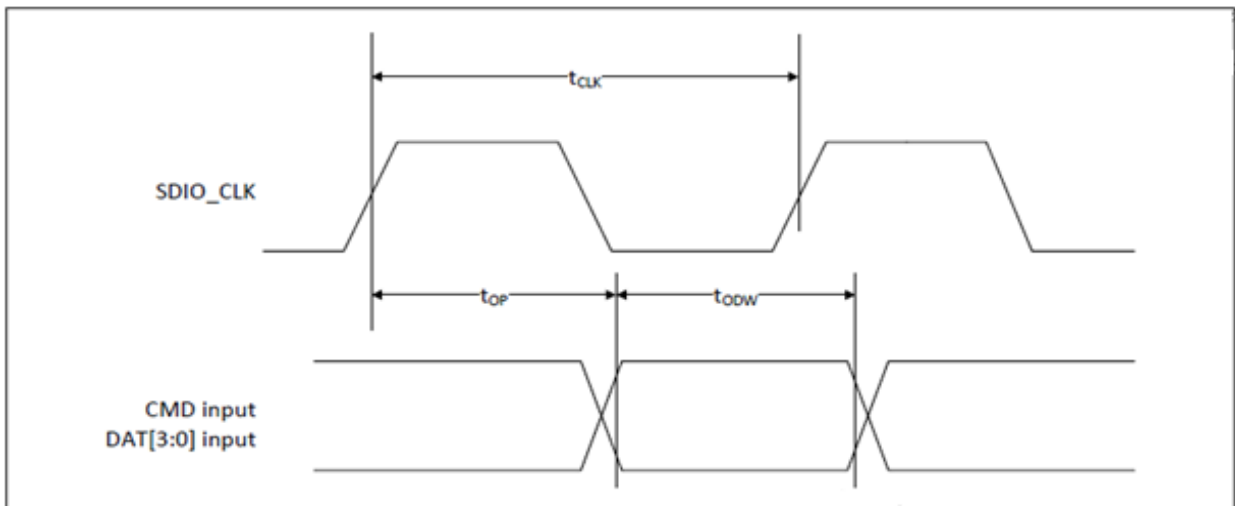 tCLK
SDIO_CLK
tOP
tODW
CMD input
DAT[3:0] input